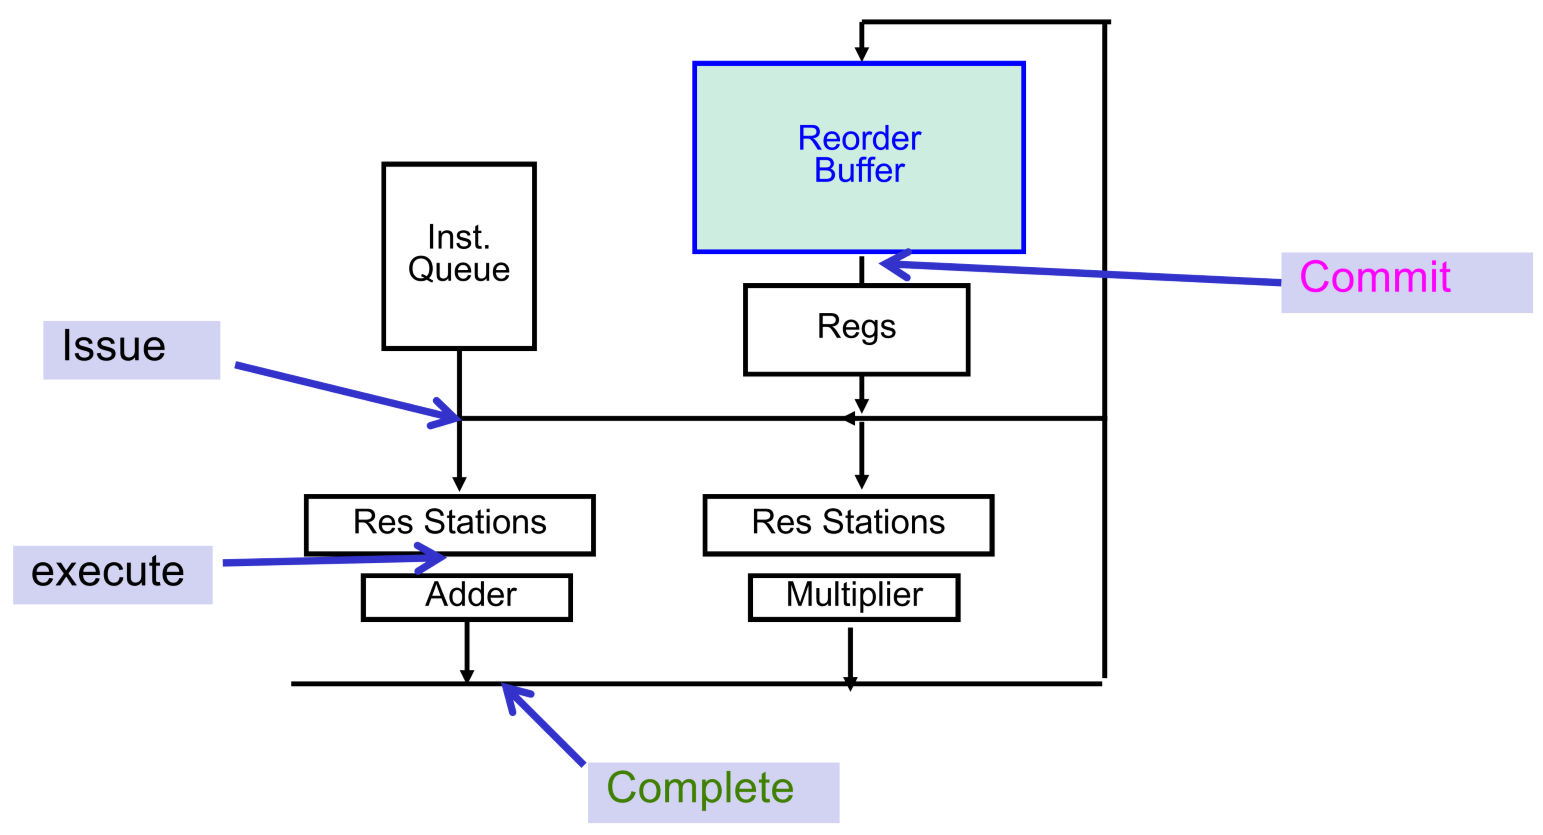 Reorder
Buffer
Inst.
Queue
Commit
Regs
Issue
Res Stations
Res Stations
execute
Adder
Multiplier
Complete